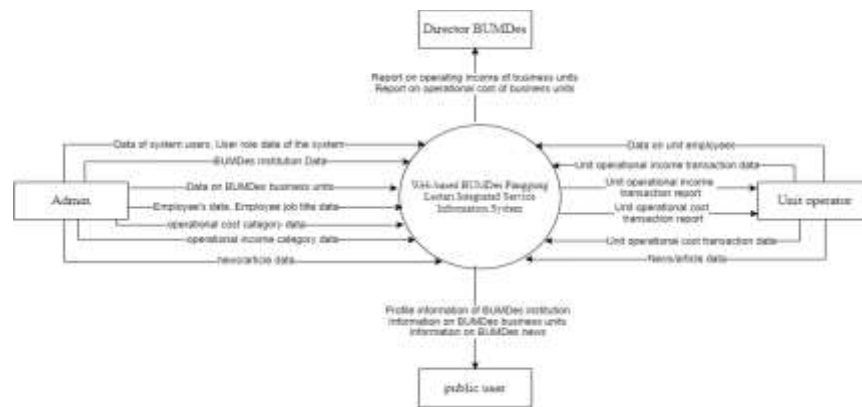 Director BUMDes
Report on operating income of business units
Report on operational cost of business units
Data of system users, User role date of the system
BUMDes institution Data
Data on BUMDes business units
Employee's data, Employee job title data
operational cost category data
operational income category data
news/article data
Admin
Web-based BUMDes Panggung
Lestari Integrated Service
Information System
Data on unit employees
Unit operational income transaction data
Unit operational income
transaction report
Unit operational cost
transaction report
Unit operational cost transaction data
News/article data
Unit operator
Profile information of BUMDes institution
Information on BUMDes business units
Information on BUMDes news
public user